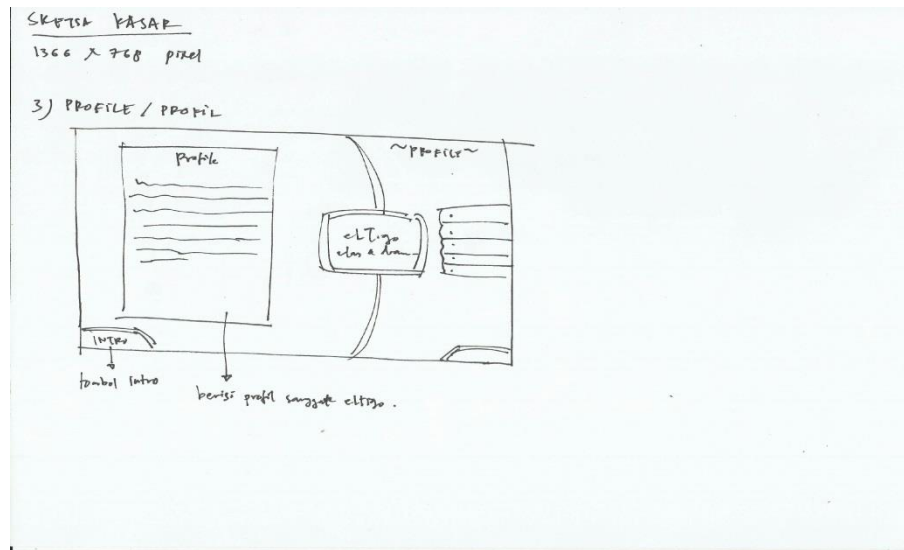 SKETSA KASAR
1366 x 768 pixel
3) PROFILE / PROFIL
Profile
~PROFILE~
elTigo
INTRO
tombol intro
berisi profil sanggar eltigo.